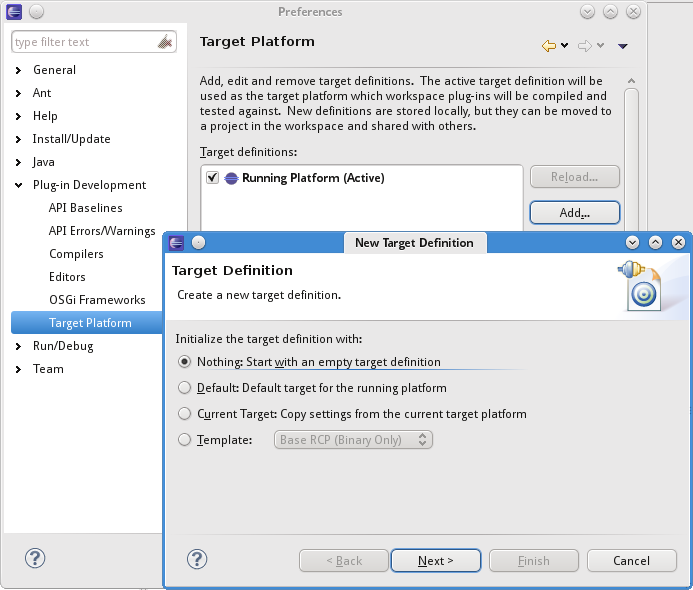 Preferences
type filter text
General
Ant
Help
Install/Update
Java
Plug-in Development
API Baselines
API Errors/Warnings
Compilers
Editors
OSGi Frameworks
Target Platform
Run/Debug
Team
Target Platform
Add, edit and remove target definitions. The active target definition will be
used as the target platform which workspace plug-ins will be compiled and
tested against. New definitions are stored locally, but they can be moved to
a project in the workspace and shared with others.
Target definitions:
Running Platform (Active)
Reload...
Add...
New Target Definition
Target Definition
Create a new target definition.
Initialize the target definition with:
Nothing: Start with an empty target definition
Default: Default target for the running platform
Current Target: Copy settings from the current target platform
Template: Base RCP (Binary Only)
< Back Next > Finish Cancel